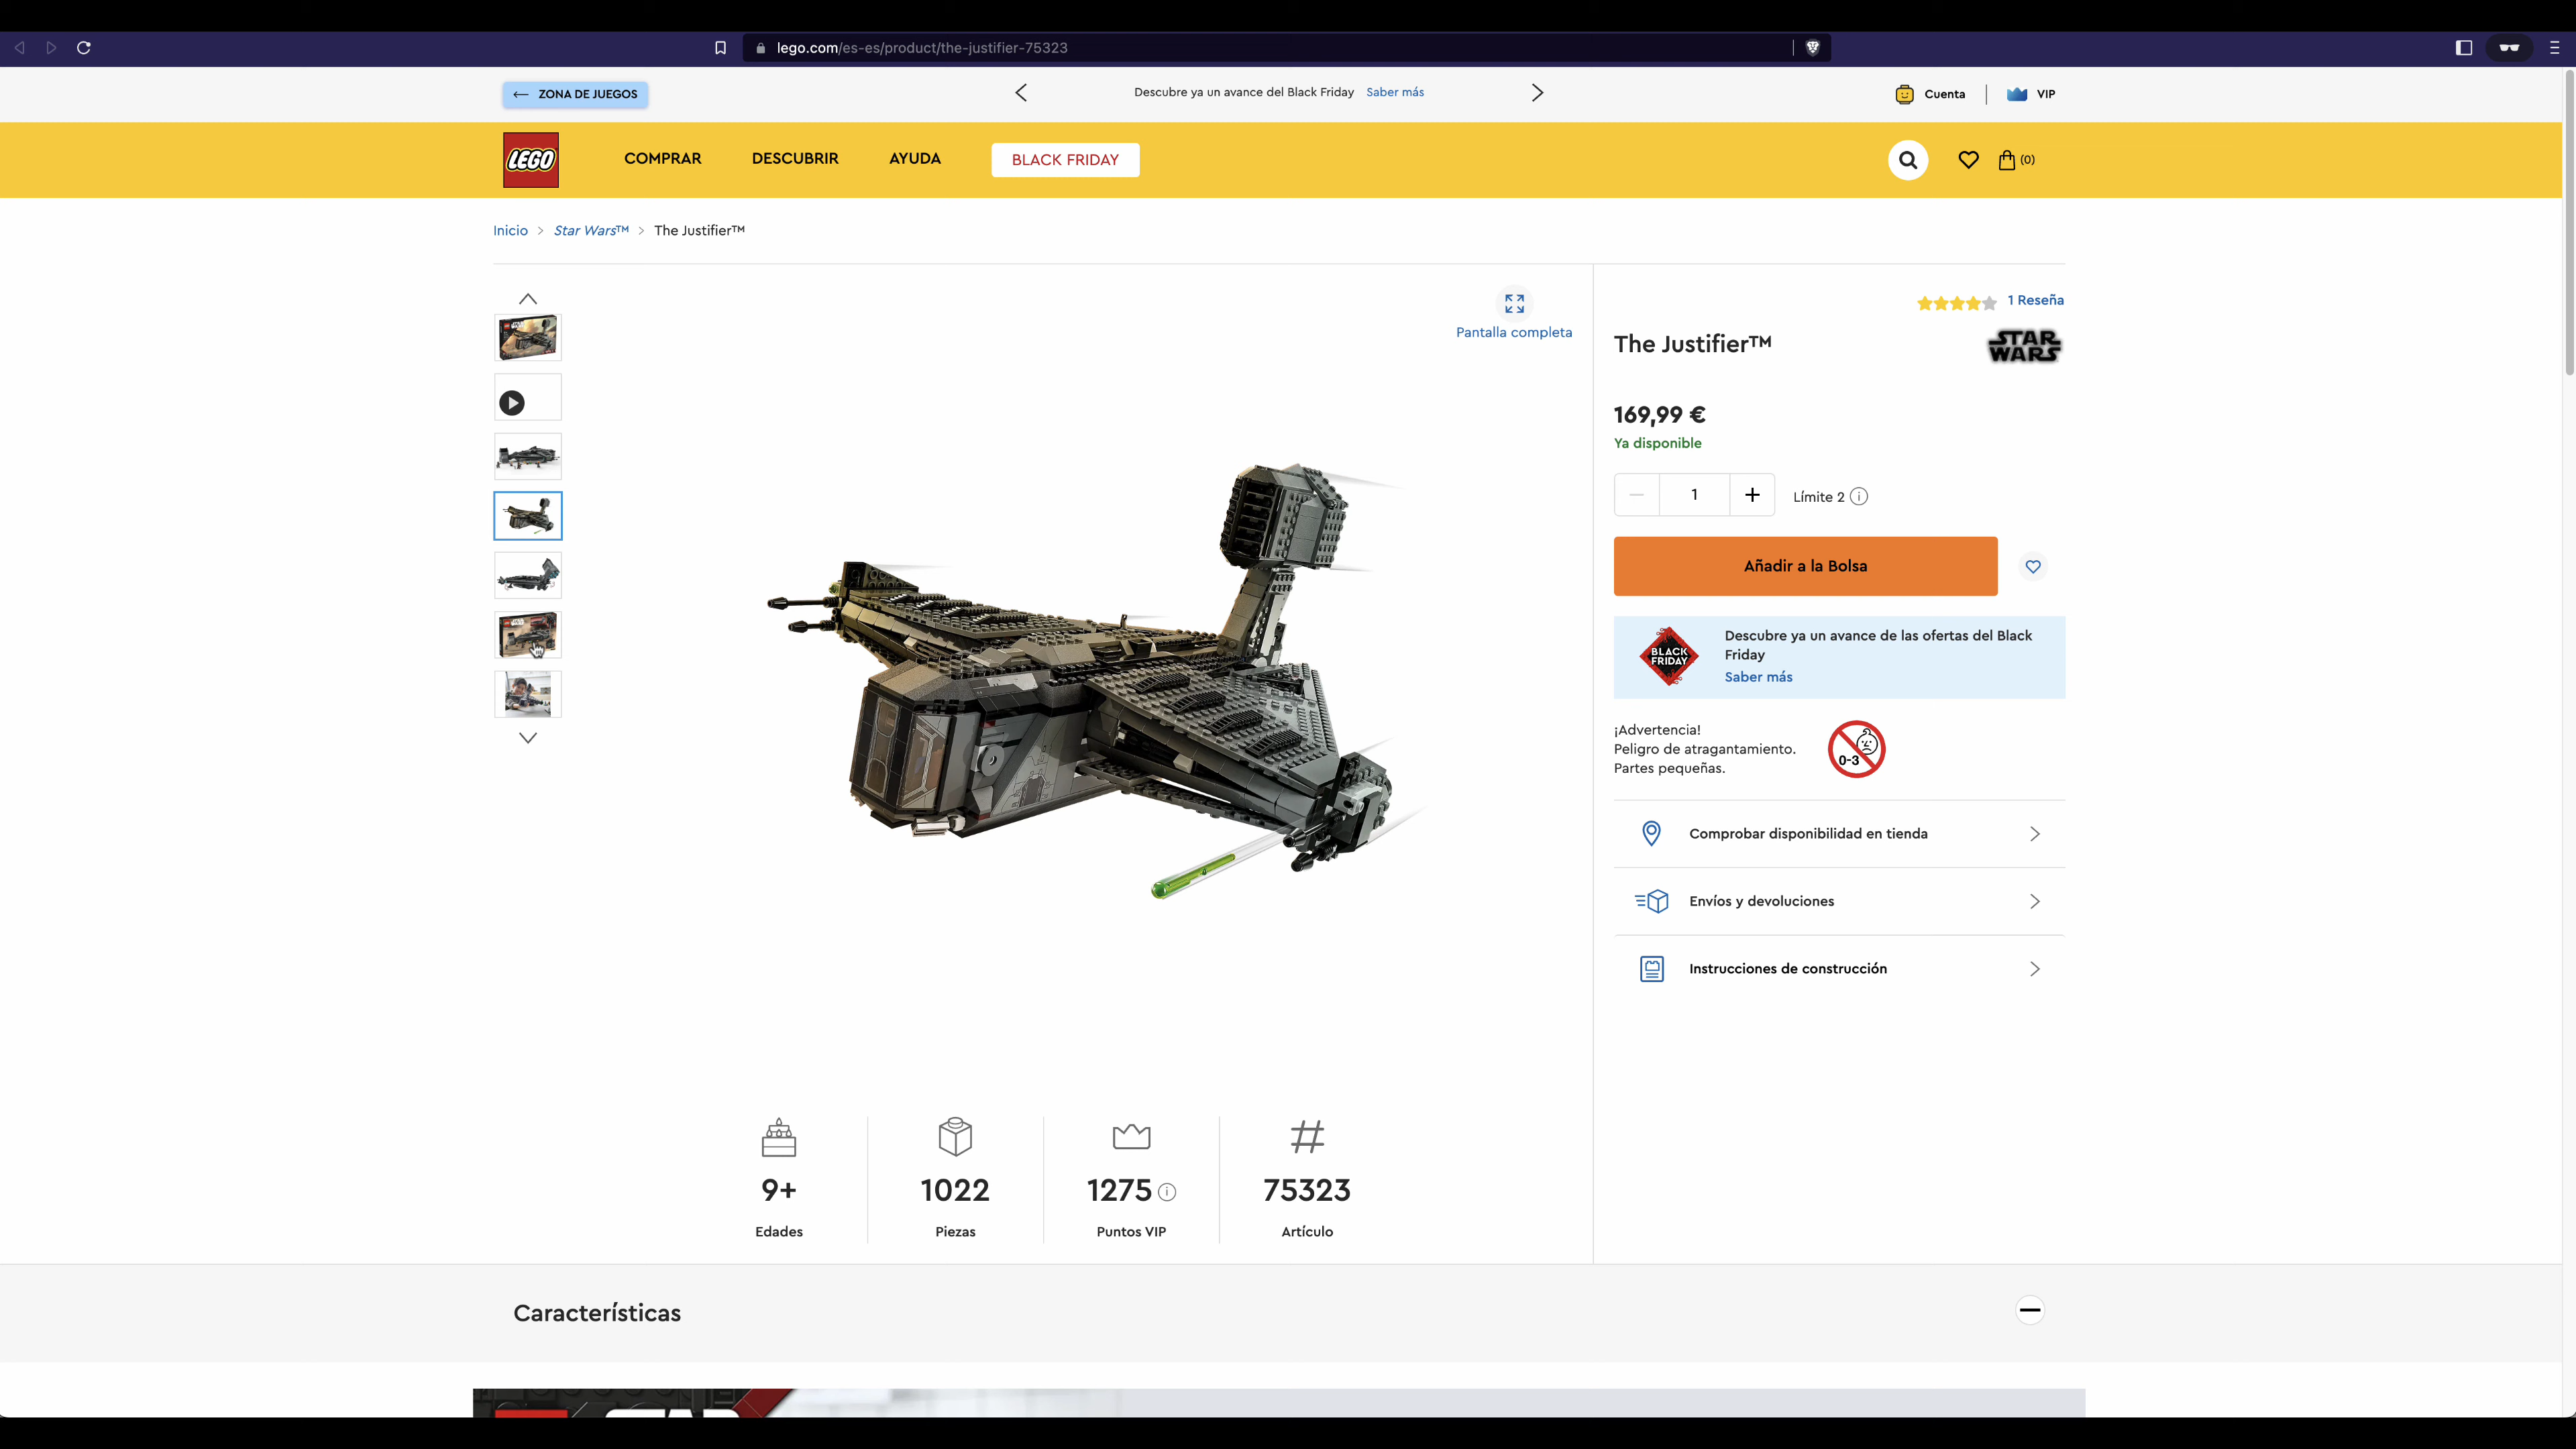 lego.com/es-es/product/the-justifier-75323
ZONA DE JUEGOS
Descubre ya un avance del Black Friday Saber más
Cuenta
VIP
LEGO
COMPRAR
DESCUBRIR
AYUDA
BLACK FRIDAY
(0)
Inicio > Star Wars™ > The Justifier™
Pantalla completa
1 Reseña
The Justifier™
STAR
WARS
169,99 €
Ya disponible
1
Límite 2
Añadir a la Bolsa
BLACK
FRIDAY
Descubre ya un avance de las ofertas del Black
Friday
Saber más
¡Advertencia!
Peligro de atragantamiento.
Partes pequeñas.
0-3
Comprobar disponibilidad en tienda
Envíos y devoluciones
Instrucciones de construcción
9+
Edades
1022
Piezas
1275
Puntos VIP
#
75323
Artículo
Características